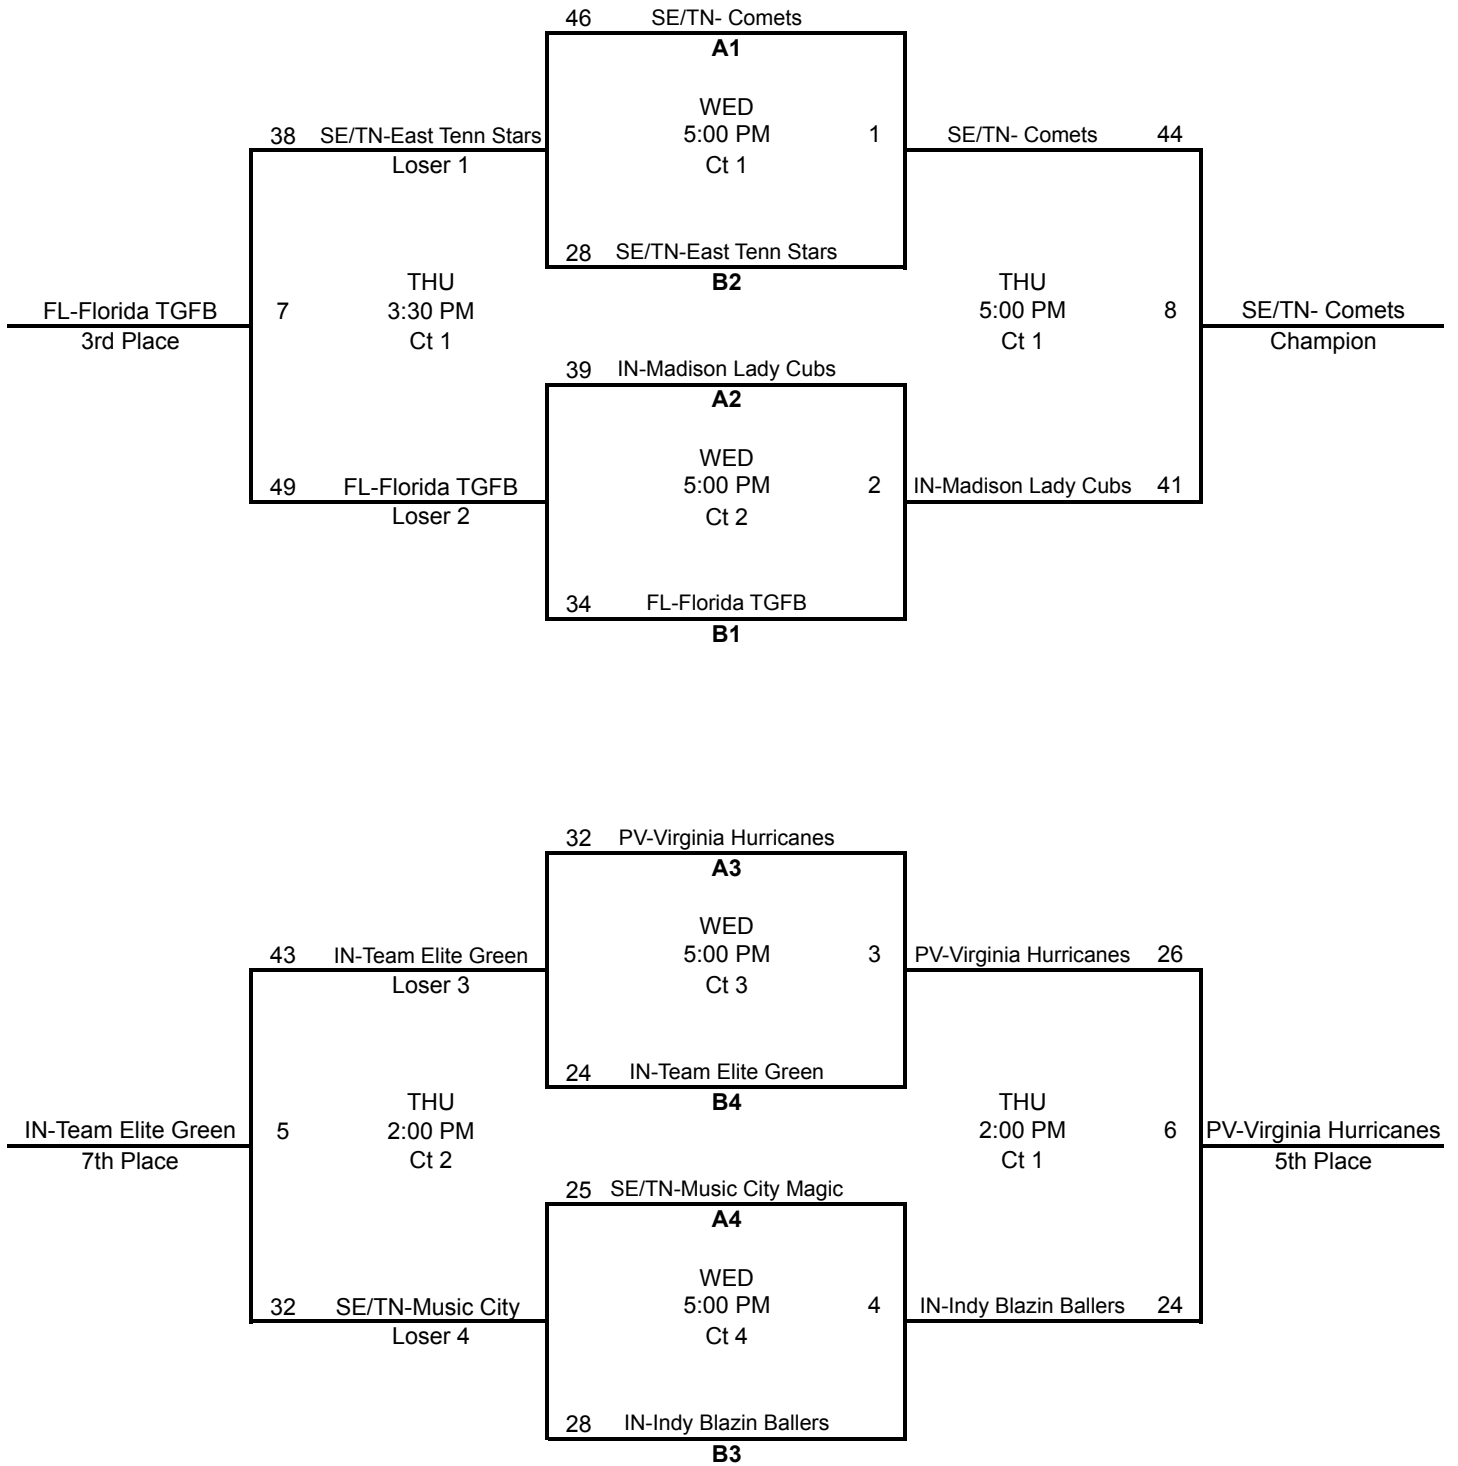 46 SE/TN- Comets
A1
WED
38 SE/TN-East Tenn Stars 5:00 PM 1 SE/TN- Comets 44
Loser 1 Ct 1
28 SE/TN-East Tenn Stars
THU B2 THU
FL-Florida TGFB 7 3:30 PM 5:00 PM 8 SE/TN- Comets
3rd Place Ct 1 Ct 1 Champion
39 IN-Madison Lady Cubs
A2
WED
49 FL-Florida TGFB 5:00 PM 2 IN-Madison Lady Cubs 41
Loser 2 Ct 2
34 FL-Florida TGFB
B1
32 PV-Virginia Hurricanes
A3
WED
43 IN-Team Elite Green 5:00 PM 3 PV-Virginia Hurricanes 26
Loser 3 Ct 3
24 IN-Team Elite Green
THU B4 THU
IN-Team Elite Green 5 2:00 PM 2:00 PM 6 PV-Virginia Hurricanes
7th Place Ct 2 Ct 1 5th Place
25 SE/TN-Music City Magic
A4
WED
32 SE/TN-Music City 5:00 PM 4 IN-Indy Blazin Ballers 24
Loser 4 Ct 4
28 IN-Indy Blazin Ballers
B3